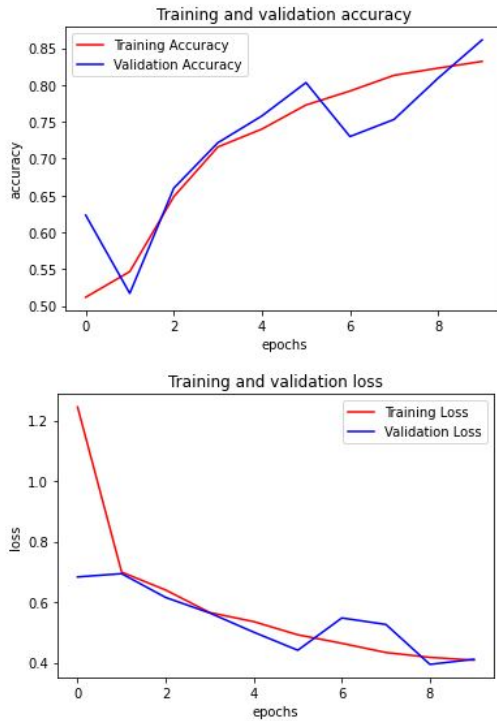 Training and validation accuracy
Training Accuracy
Validation Accuracy
0.85
0.80
0.75
0.70
0.65
0.60
0.55
0.50
accuracy
0 2 4 6 8
epochs
Training and validation loss
Training Loss
Validation Loss
1.2
1.0
0.8
0.6
0.4
loss
0 2 4 6 8
epochs